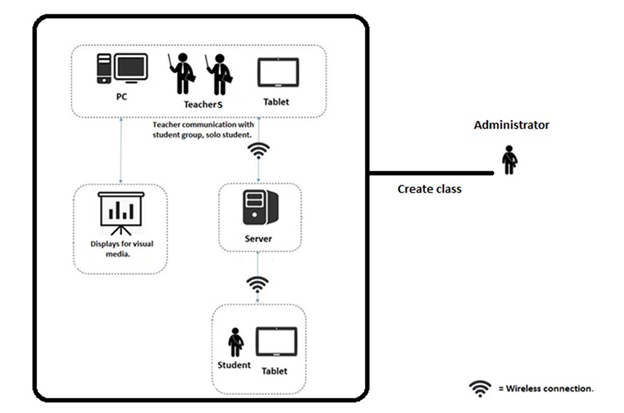 PC
Teachers
Tablet
Teacher communication with
student group, solo student.
Administrator
Create class
Displays for visual
media.
Server
Student
Tablet
= Wireless connection.